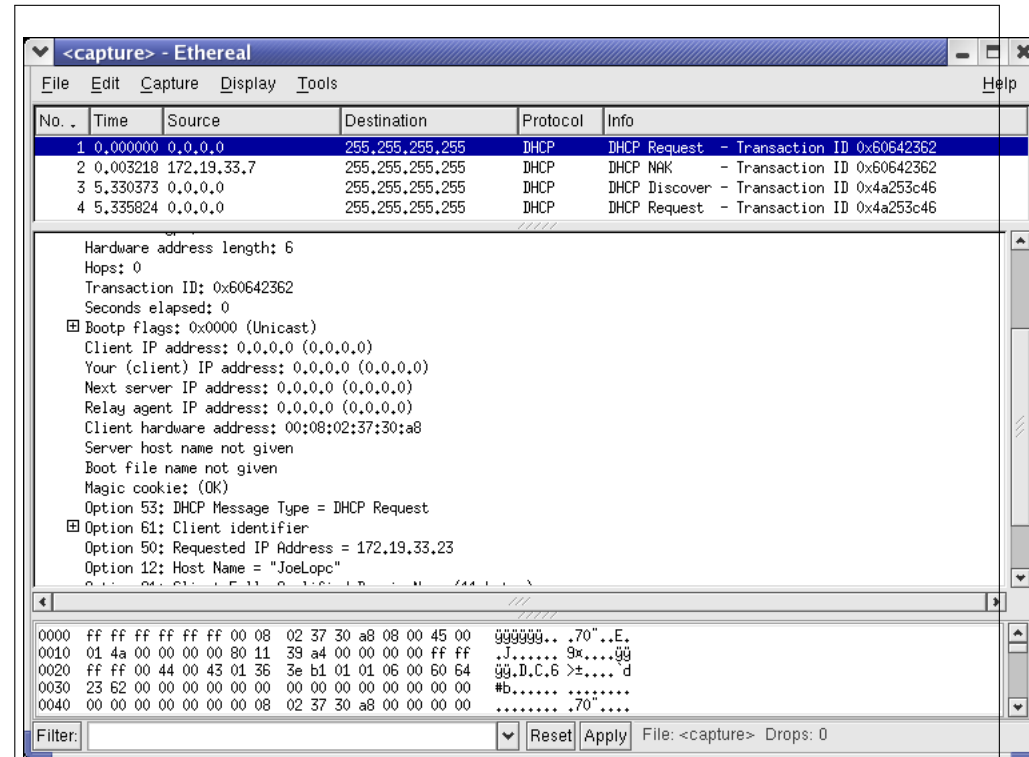 <capture> - Ethereal
File Edit Capture Display Tools Help
No. . Time Source Destination Protocol Info
1 0.000000 0.0.0.0 255.255.255.255 DHCP DHCP Request - Transaction ID 0x60642362
2 0.003218 172.19.33.7 255.255.255.255 DHCP DHCP NAK - Transaction ID 0x60642362
3 5.330373 0.0.0.0 255.255.255.255 DHCP DHCP Discover - Transaction ID 0x4a253c46
4 5.335824 0.0.0.0 255.255.255.255 DHCP DHCP Request - Transaction ID 0x4a253c46
Hardware address length: 6
Hops: 0
Transaction ID: 0x60642362
Seconds elapsed: 0
Bootp flags: 0x0000 (Unicast)
Client IP address: 0.0.0.0 (0.0.0.0)
Your (client) IP address: 0.0.0.0 (0.0.0.0)
Next server IP address: 0.0.0.0 (0.0.0.0)
Relay agent IP address: 0.0.0.0 (0.0.0.0)
Client hardware address: 00:08:02:37:30:a8
Server host name not given
Boot file name not given
Magic cookie: (OK)
Option 53: DHCP Message Type = DHCP Request
Option 61: Client identifier
Option 50: Requested IP Address = 172.19.33.23
Option 12: Host Name = "JoeLopc"
0000 ff ff ff ff ff ff 00 08 02 37 30 a8 08 00 45 00 ÿÿÿÿÿÿ.. .70¨..E.
0010 01 4a 00 00 00 00 80 11 39 a4 00 00 00 00 ff ff .J...... 9¤....ÿÿ
0020 ff ff 00 44 00 43 01 36 3e b1 01 01 06 00 60 64 ÿÿ.D.C.6 >±....`d
0030 23 62 00 00 00 00 00 00 00 00 00 00 00 00 00 00 #b...... ........
0040 00 00 00 00 00 00 00 08 02 37 30 a8 00 00 00 00 ........ .70¨....
Filter: Reset Apply File: <capture> Drops: 0